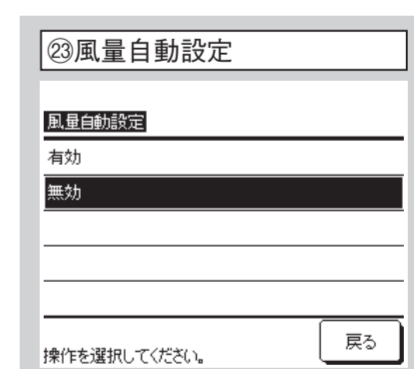 ㉓風量自動設定
風量自動設定
有効
無効
操作を選択してください。
戻る